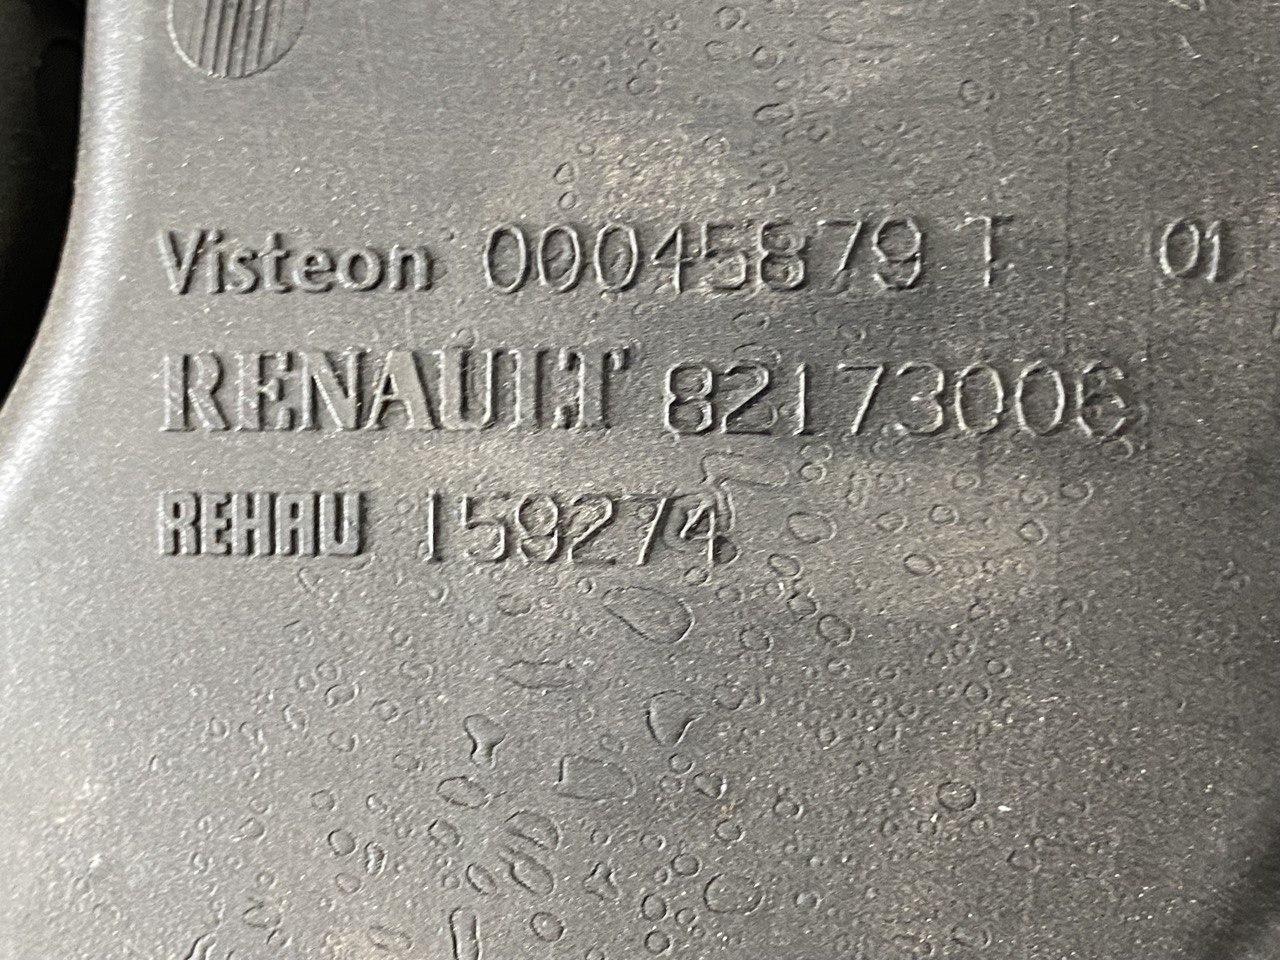 Visteon 00045879 T 01
RENAULT 82173006
REHAU 159274